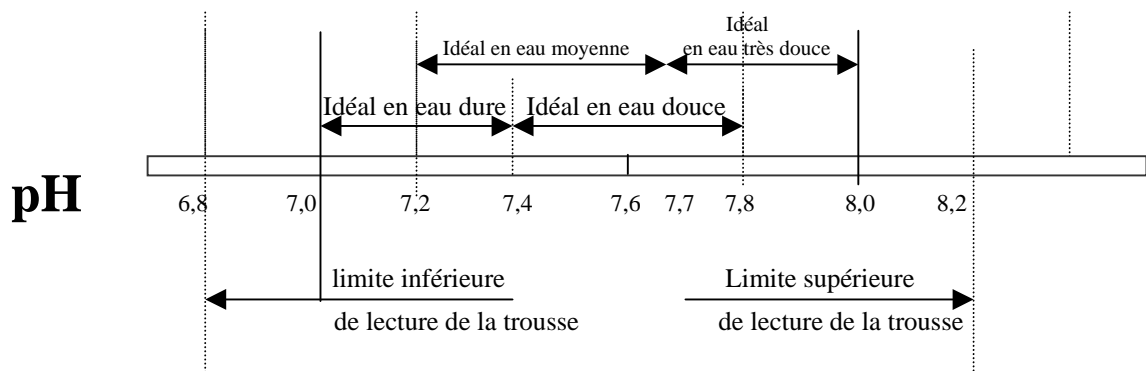 Idéal
Idéal en eau moyenne
en eau très douce
Idéal en eau dure
Idéal en eau douce
pH
6,8
7,0
7,2
7,4
7,6
7,7
7,8
8,0
8,2
limite inférieure
de lecture de la trousse
Limite supérieure
de lecture de la trousse